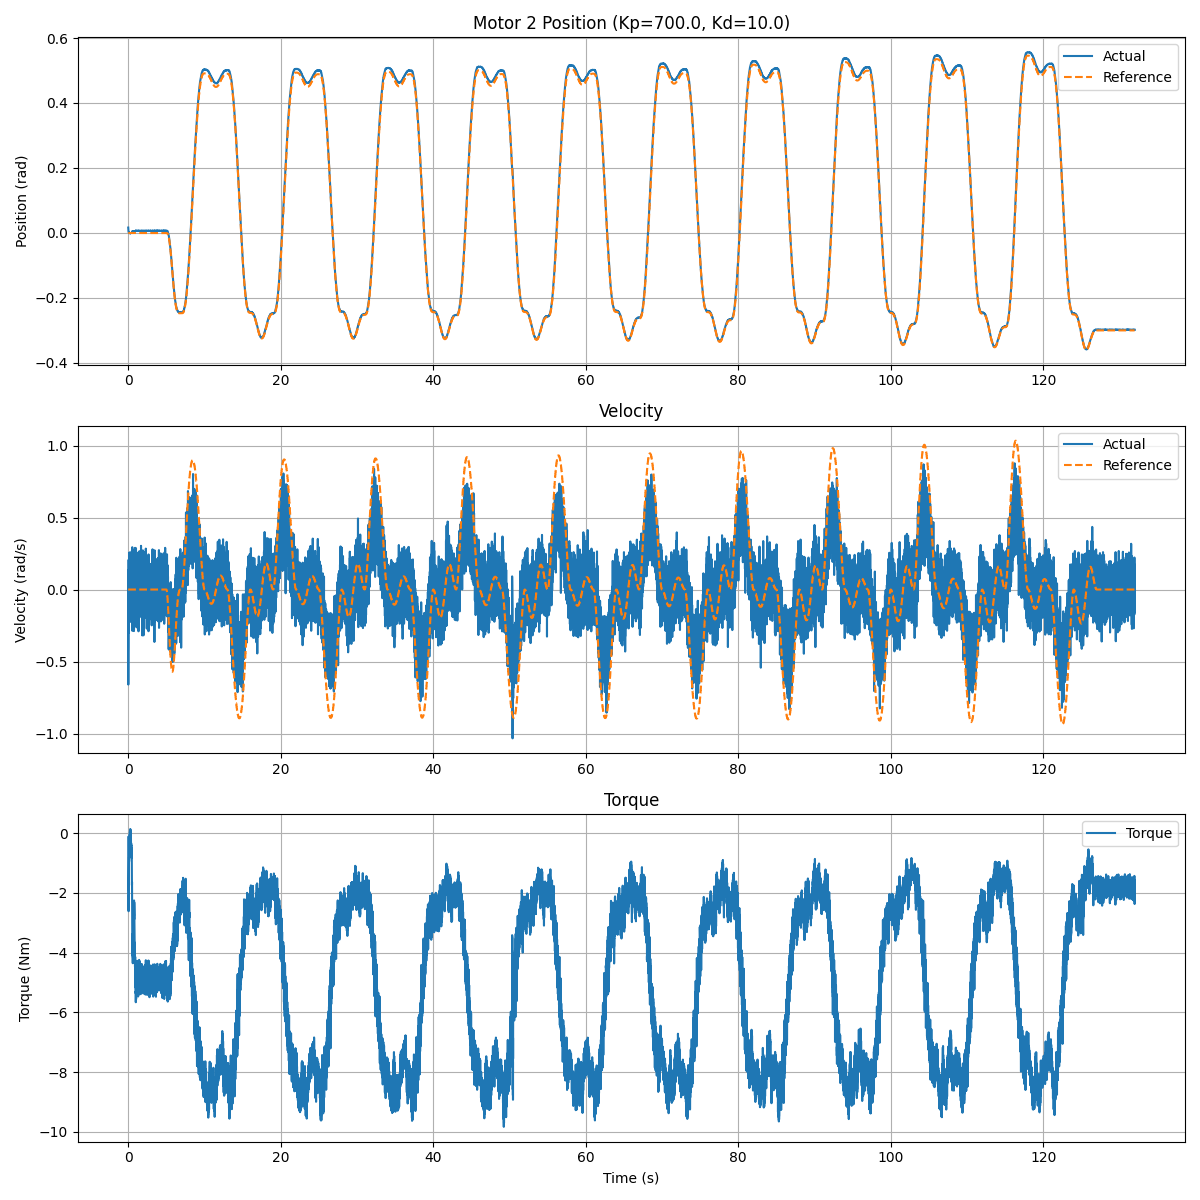 Motor 2 Position (Kp=700.0, Kd=10.0)
0.6
0.4
0.2
0.0
−0.2
−0.4
Position (rad)
Actual
Reference
0 20 40 60 80 100 120
Velocity
1.0
0.5
0.0
−0.5
−1.0
Velocity (rad/s)
Actual
Reference
0 20 40 60 80 100 120
Torque
0
−2
−4
−6
−8
−10
Torque (Nm)
Torque
0 20 40 60 80 100 120
Time (s)